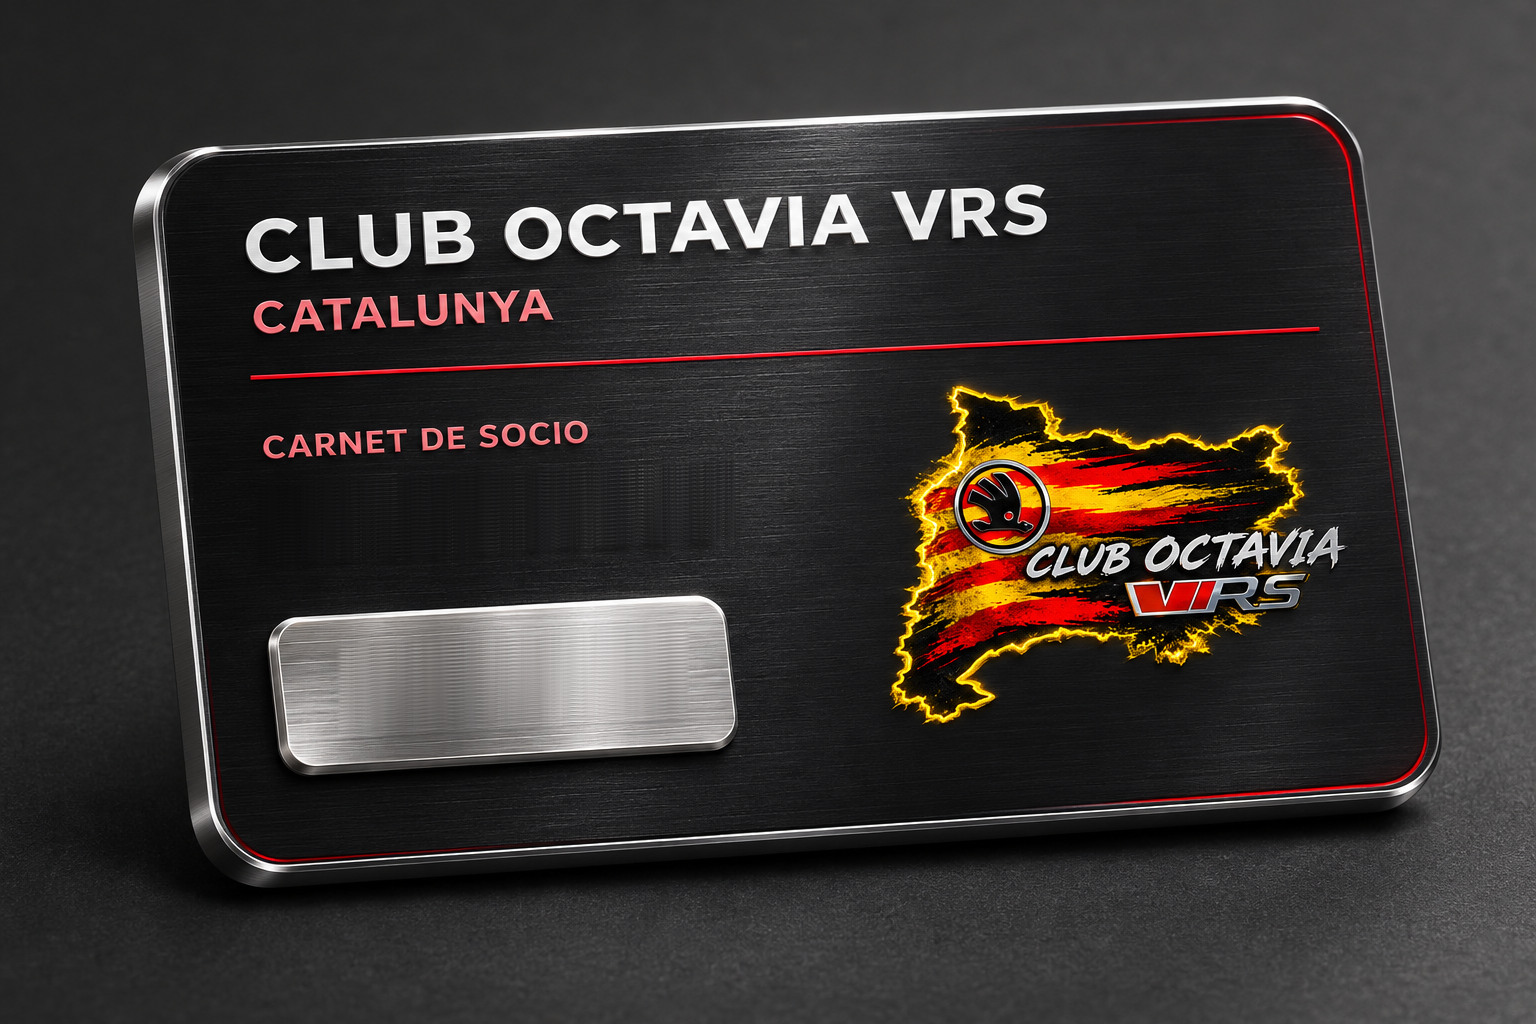 CLUB OCTAVIA VRS
CATALUNYA
CARNET DE SOCIO
CLUB OCTAVIA
VRS